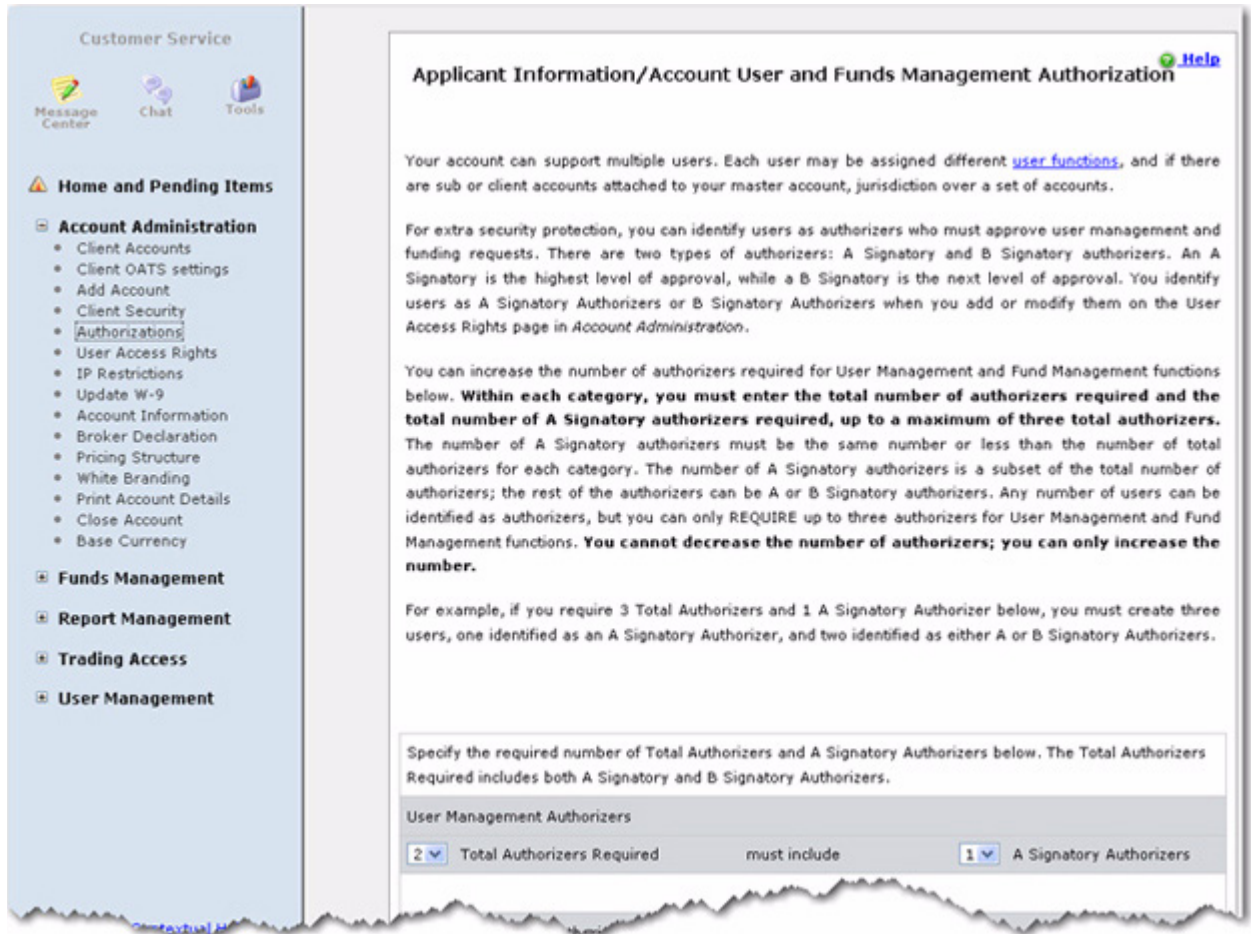 Customer Service
Message Center
Chat
Tools
Home and Pending Items
Account Administration
Client Accounts
Client OATS settings
Add Account
Client Security
Authorizations
User Access Rights
IP Restrictions
Update W-9
Account Information
Broker Declaration
Pricing Structure
White Branding
Print Account Details
Close Account
Base Currency
Funds Management
Report Management
Trading Access
User Management
Help
Applicant Information/Account User and Funds Management Authorization
Your account can support multiple users. Each user may be assigned different user functions, and if there
are sub or client accounts attached to your master account, jurisdiction over a set of accounts.
For extra security protection, you can identify users as authorizers who must approve user management and
funding requests. There are two types of authorizers: A Signatory and B Signatory authorizers. An A
Signatory is the highest level of approval, while a B Signatory is the next level of approval. You identify
users as A Signatory Authorizers or B Signatory Authorizers when you add or modify them on the User
Access Rights page in Account Administration.
You can increase the number of authorizers required for User Management and Fund Management functions
below. Within each category, you must enter the total number of authorizers required and the
total number of A Signatory authorizers required, up to a maximum of three total authorizers.
The number of A Signatory authorizers must be the same number or less than the number of total
authorizers for each category. The number of A Signatory authorizers is a subset of the total number of
authorizers; the rest of the authorizers can be A or B Signatory authorizers. Any number of users can be
identified as authorizers, but you can only REQUIRE up to three authorizers for User Management and Fund
Management functions. You cannot decrease the number of authorizers; you can only increase the
number.
For example, if you require 3 Total Authorizers and 1 A Signatory Authorizer below, you must create three
users, one identified as an A Signatory Authorizer, and two identified as either A or B Signatory Authorizers.
Specify the required number of Total Authorizers and A Signatory Authorizers below. The Total Authorizers
Required includes both A Signatory and B Signatory Authorizers.
User Management Authorizers
2 Total Authorizers Required must include 1 A Signatory Authorizers